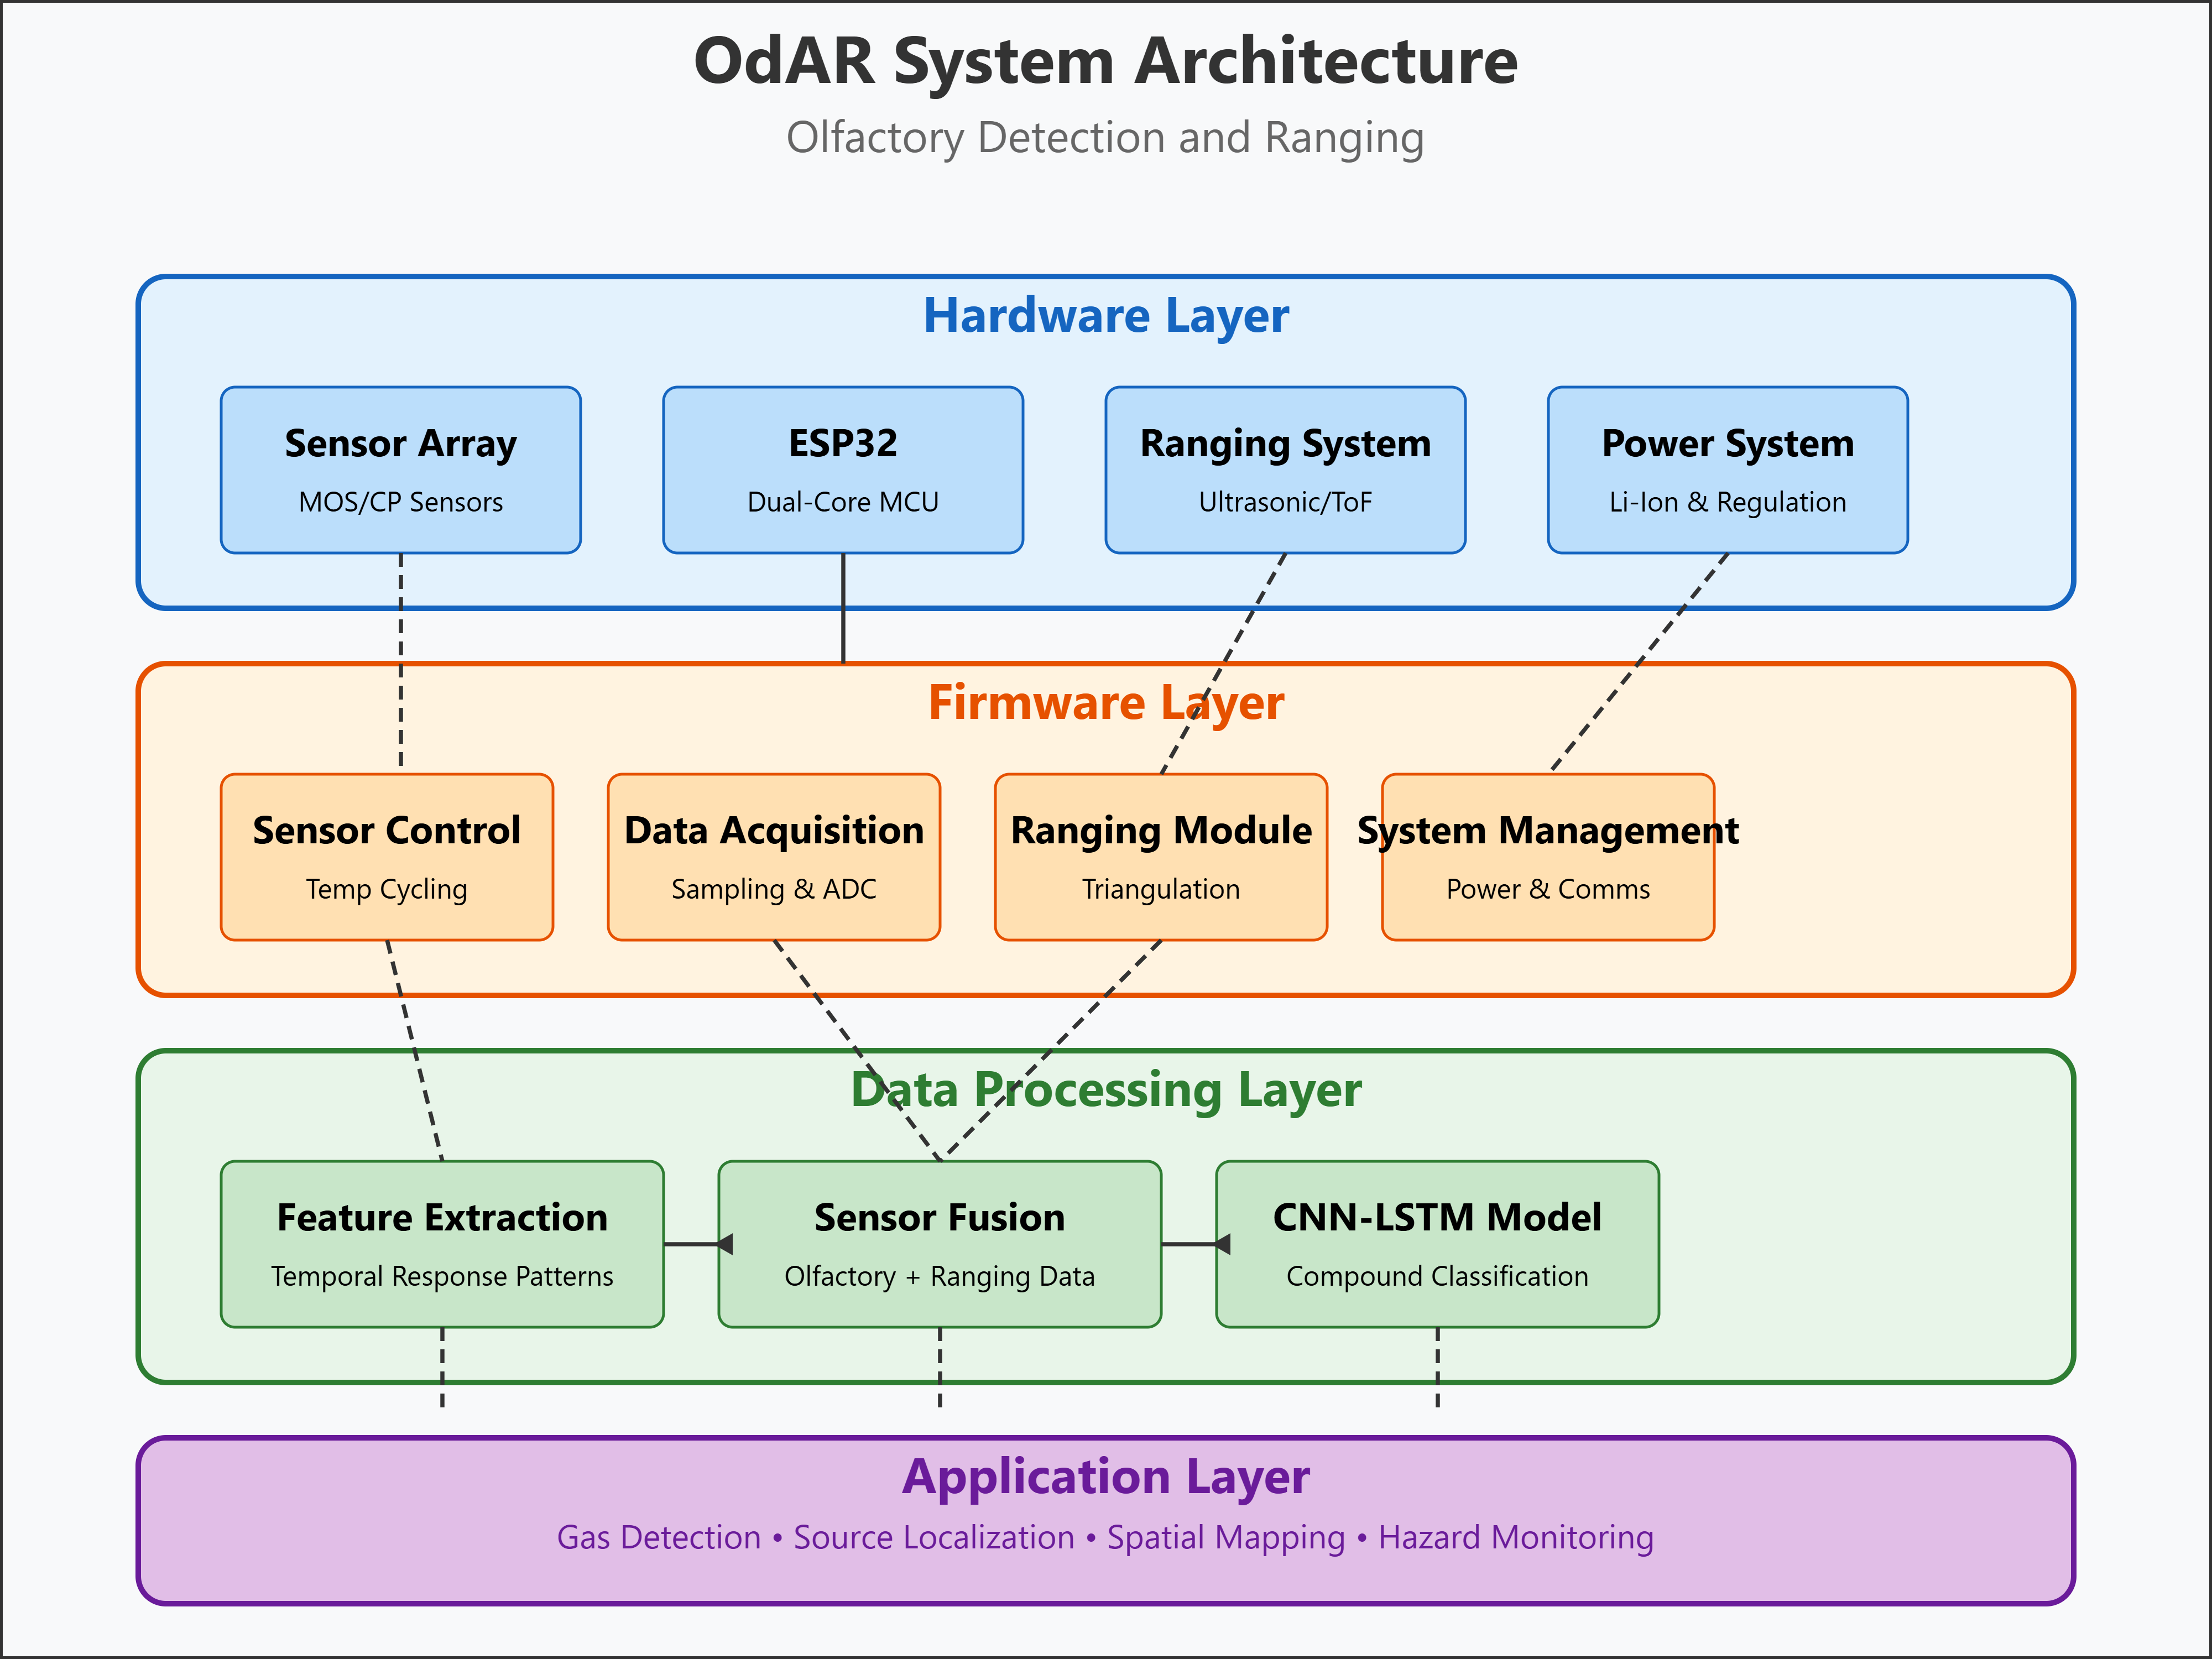 OdAR System Architecture
Olfactory Detection and Ranging
Hardware Layer
Sensor Array
MOS/CP Sensors
ESP32
Dual-Core MCU
Ranging System
Ultrasonic/ToF
Power System
Li-Ion & Regulation
Firmware Layer
Sensor Control
Temp Cycling
Data Acquisition
Sampling & ADC
Ranging Module
Triangulation
System Management
Power & Comms
Data Processing Layer
Feature Extraction
Temporal Response Patterns
Sensor Fusion
Olfactory + Ranging Data
CNN-LSTM Model
Compound Classification
Application Layer
Gas Detection • Source Localization • Spatial Mapping • Hazard Monitoring